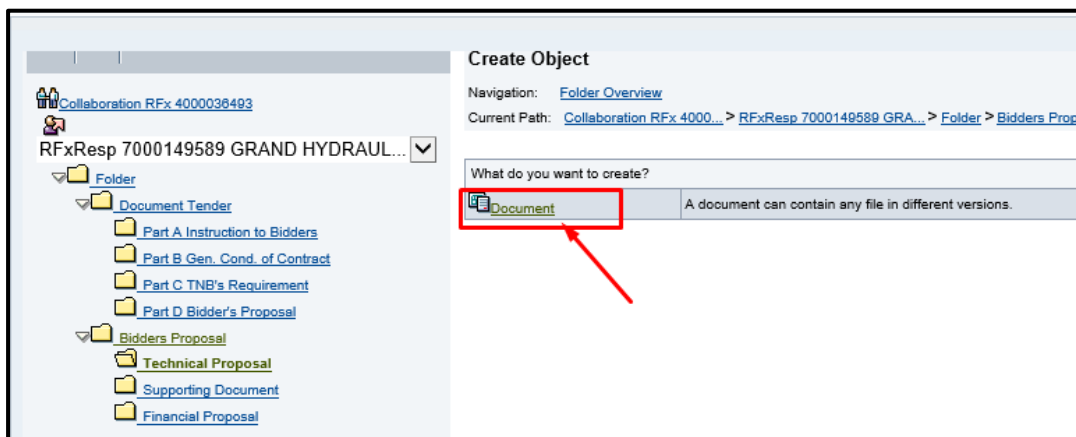 Collaboration RFx 4000036493
RFxResp 7000149589 GRAND HYDRAUL...
Folder
Document Tender
Part A Instruction to Bidders
Part B Gen. Cond. of Contract
Part C TNB's Requirement
Part D Bidder's Proposal
Bidders Proposal
Technical Proposal
Supporting Document
Financial Proposal
Create Object
Navigation: Folder Overview
Current Path: Collaboration RFx 4000... > RFxResp 7000149589 GRA... > Folder > Bidders Prop
What do you want to create?
Document A document can contain any file in different versions.